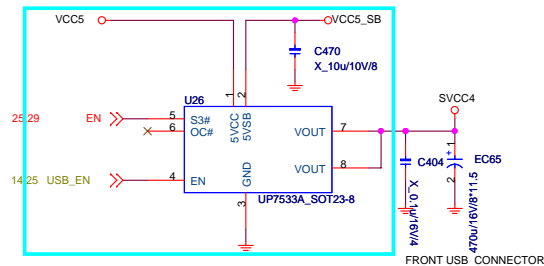 VCC5
VCC5_SB
C470
X_10u/10V/8
SVCC4
U26
1
2
25 29 EN
5
S3#
6
OC#
5VCC
5VSB
VOUT
7
VOUT
8
14 25 USB_EN
4
EN
GND
3
UP7533A_SOT23-8
C404
X_0.1u/16V/4
+
1
2
EC65
470u/16V/8*11.5
FRONT USB CONNECTOR